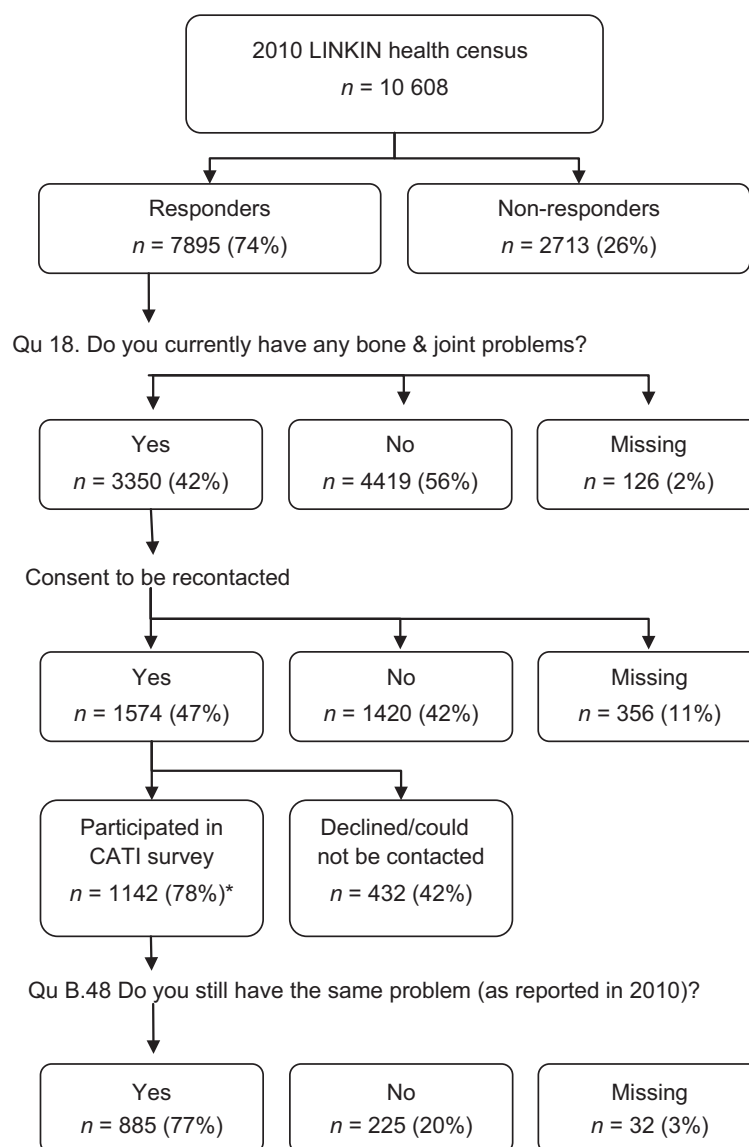 2010 LINKIN health census
n = 10 608
Responders
n = 7895 (74%)
Non-responders
n = 2713 (26%)
Qu 18. Do you currently have any bone & joint problems?
Yes
n = 3350 (42%)
No
n = 4419 (56%)
Missing
n = 126 (2%)
Consent to be recontacted
Yes
n = 1574 (47%)
No
n = 1420 (42%)
Missing
n = 356 (11%)
Participated in
CATI survey
n = 1142 (78%)*
Declined/could
not be contacted
n = 432 (42%)
Qu B.48 Do you still have the same problem (as reported in 2010)?
Yes
n = 885 (77%)
No
n = 225 (20%)
Missing
n = 32 (3%)